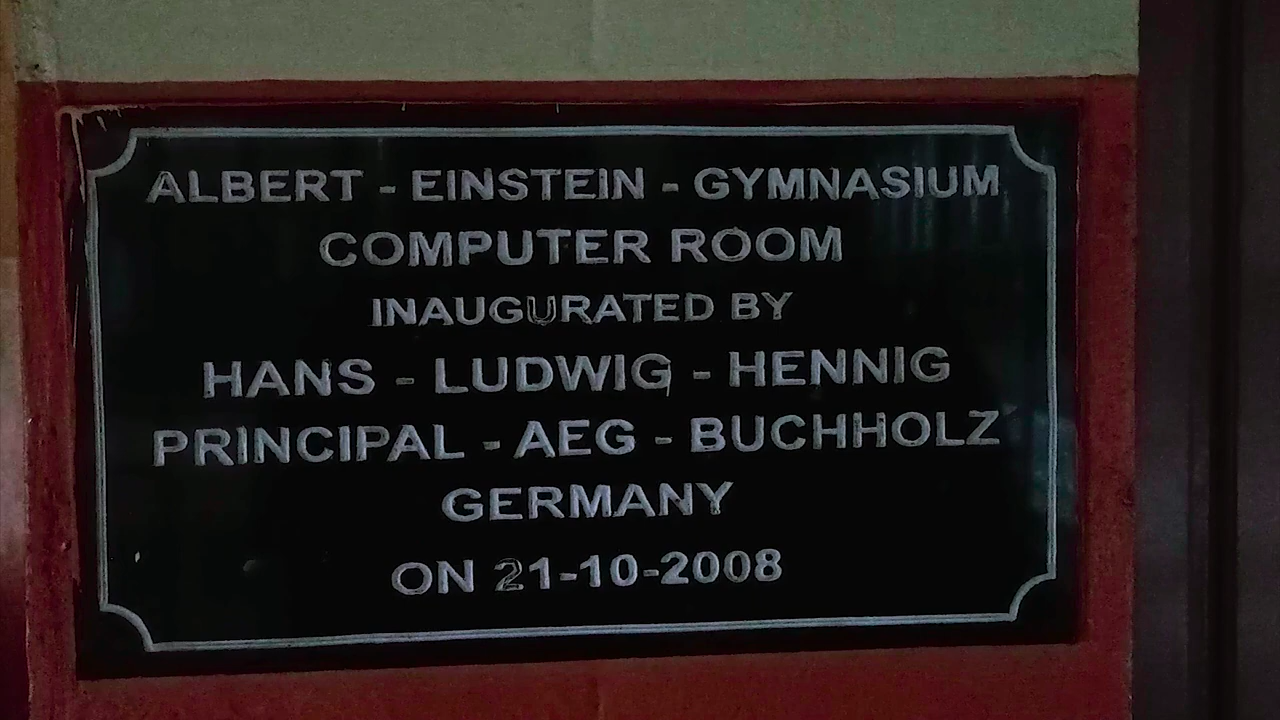 ALBERT - EINSTEIN - GYMNASIUM
COMPUTER ROOM
INAUGURATED BY
HANS - LUDWIG - HENNIG
PRINCIPAL - AEG - BUCHHOLZ
GERMANY
ON 21-10-2008